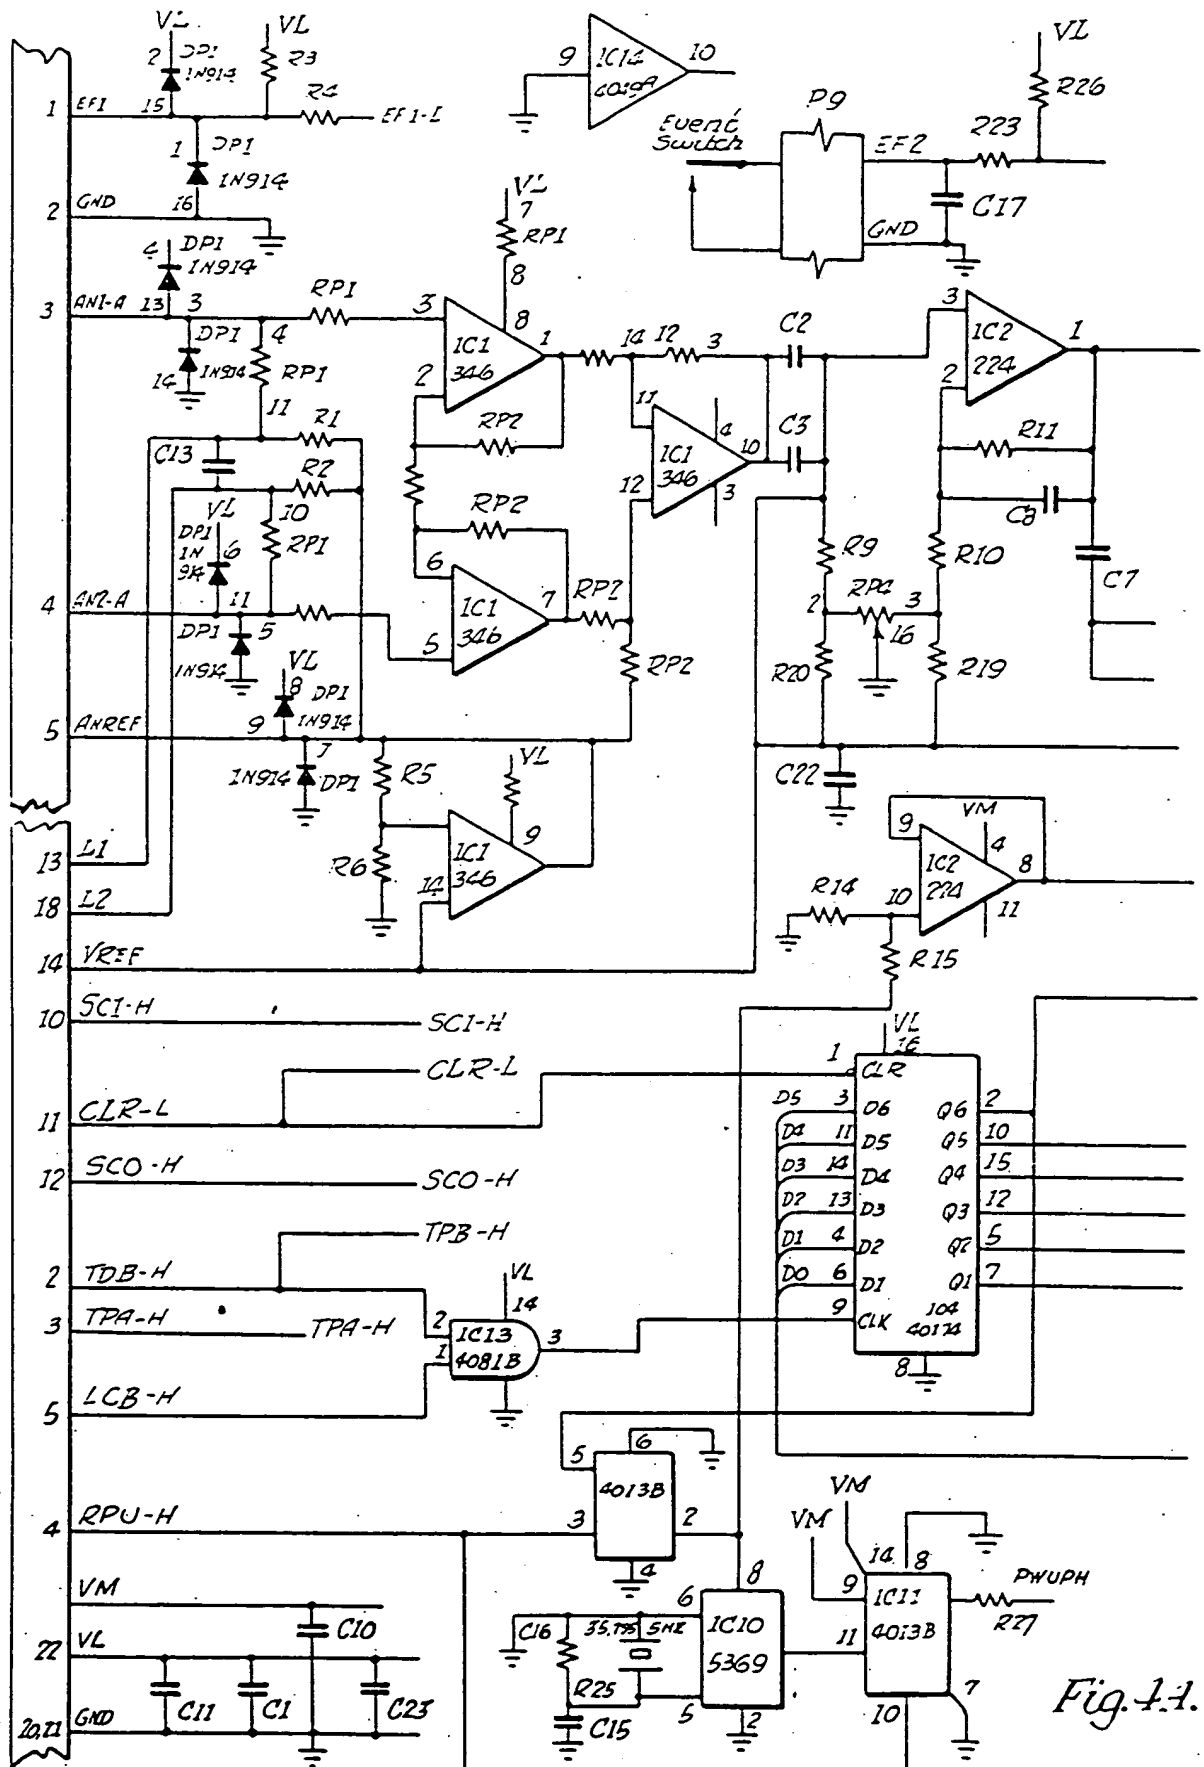 VL
2
DP1
1N914
VL
R3
R4
1
EF1
15
EF1-I
1
DP1
1N914
16
2
GND
9
IC14
4049A
10
Event
Switch
P9
EF2
GND
R23
VL
R26
C17
4
DP1
1N914
3
AN1-A
13
3
RP1
DP1
1N914
14
4
RP1
11
VL
7
RP1
8
3
8
IC1
346
1
2
RP2
14
12
3
C2
11
4
IC1
346
10
12
3
C3
3
IC2
224
1
2
R11
C8
C7
R1
C13
R2
VL
10
DP1
1N
914
6
RP1
4
AN2-A
11
DP1
5
1N914
RP2
6
IC1
346
7
5
RP2
RP2
R9
R10
2
RP4
3
16
R20
R19
VL
8
DP1
1N914
5
ANREF
9
7
1N914
DP1
R5
R6
VL
9
IC1
346
14
C22
9
VM
4
IC2
224
8
10
11
R14
R15
13
L1
18
L2
14
VREF
10
SCI-H
SCI-H
CLR-L
11
CLR-L
12
SCO-H
SCO-H
TPB-H
2
TDB-H
3
TPA-H
TPA-H
5
LCB-H
VL
14
2
IC13
3
1
4081B
VL
16
1
CLR
D5
3
D6
Q6
2
D4
11
D5
Q5
10
D3
14
D4
Q4
15
D2
13
D3
Q3
12
D1
4
D2
Q2
5
D0
6
D1
Q1
7
9
CLK
104
40174
8
6
5
4013B
3
2
4
4
RPU-H
VM
C10
22
VL
C11
C1
C23
20,21
GND
8
6
IC10
5369
5
2
C16
R25
C15
VM
VM
14
8
9
IC11
4013B
11
10
7
PWUPH
R27
Fig.4.1.